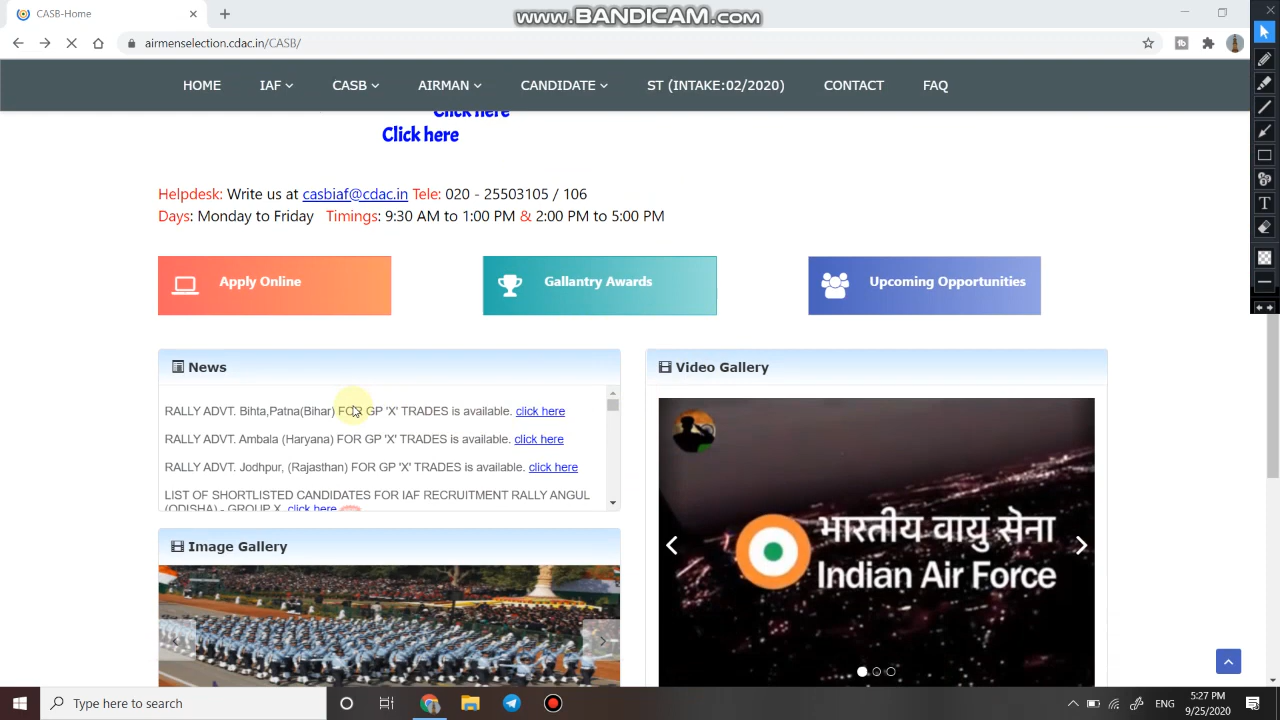 CASB-Home
www.BANDICAM.com
airmenselection.cdac.in/CASB/
HOME IAF CASB AIRMAN CANDIDATE ST (INTAKE:02/2020) CONTACT FAQ
Click here
Click here
Helpdesk: Write us at casbiaf@cdac.in Tele: 020 - 25503105 / 106
Days: Monday to Friday Timings: 9:30 AM to 1:00 PM & 2:00 PM to 5:00 PM
Apply Online
Gallantry Awards
Upcoming Opportunities
News
RALLY ADVT. Bihta,Patna(Bihar) FOR GP 'X' TRADES is available. click here
RALLY ADVT. Ambala (Haryana) FOR GP 'X' TRADES is available. click here
RALLY ADVT. Jodhpur, (Rajasthan) FOR GP 'X' TRADES is available. click here
LIST OF SHORTLISTED CANDIDATES FOR IAF RECRUITMENT RALLY ANGUL
(ODISHA) - GROUP X. click here
Video Gallery
भारतीय वायु सेना
Indian Air Force
Image Gallery
Type here to search
ENG
5:27 PM
9/25/2020